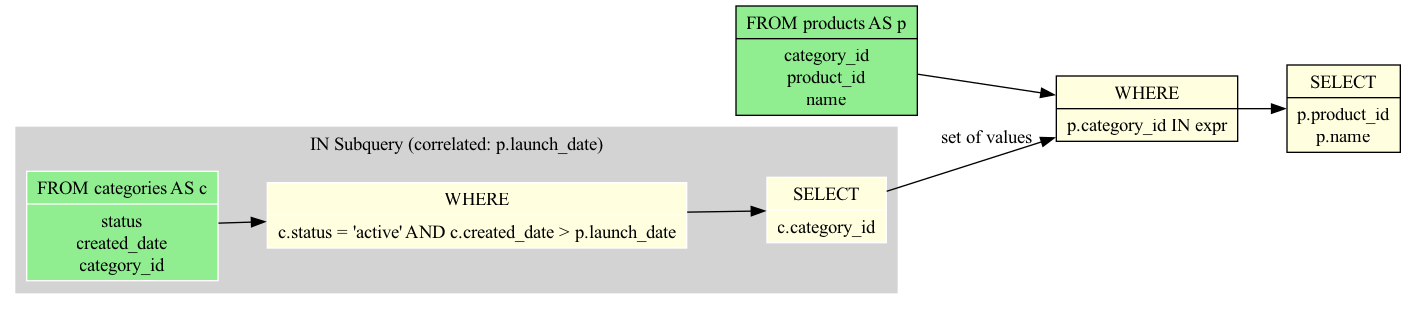 FROM products AS p
category_id
product_id
name
WHERE
p.category_id IN expr
SELECT
p.product_id
p.name
set of values
IN Subquery (correlated: p.launch_date)
FROM categories AS c
status
created_date
category_id
WHERE
c.status = 'active' AND c.created_date > p.launch_date
SELECT
c.category_id